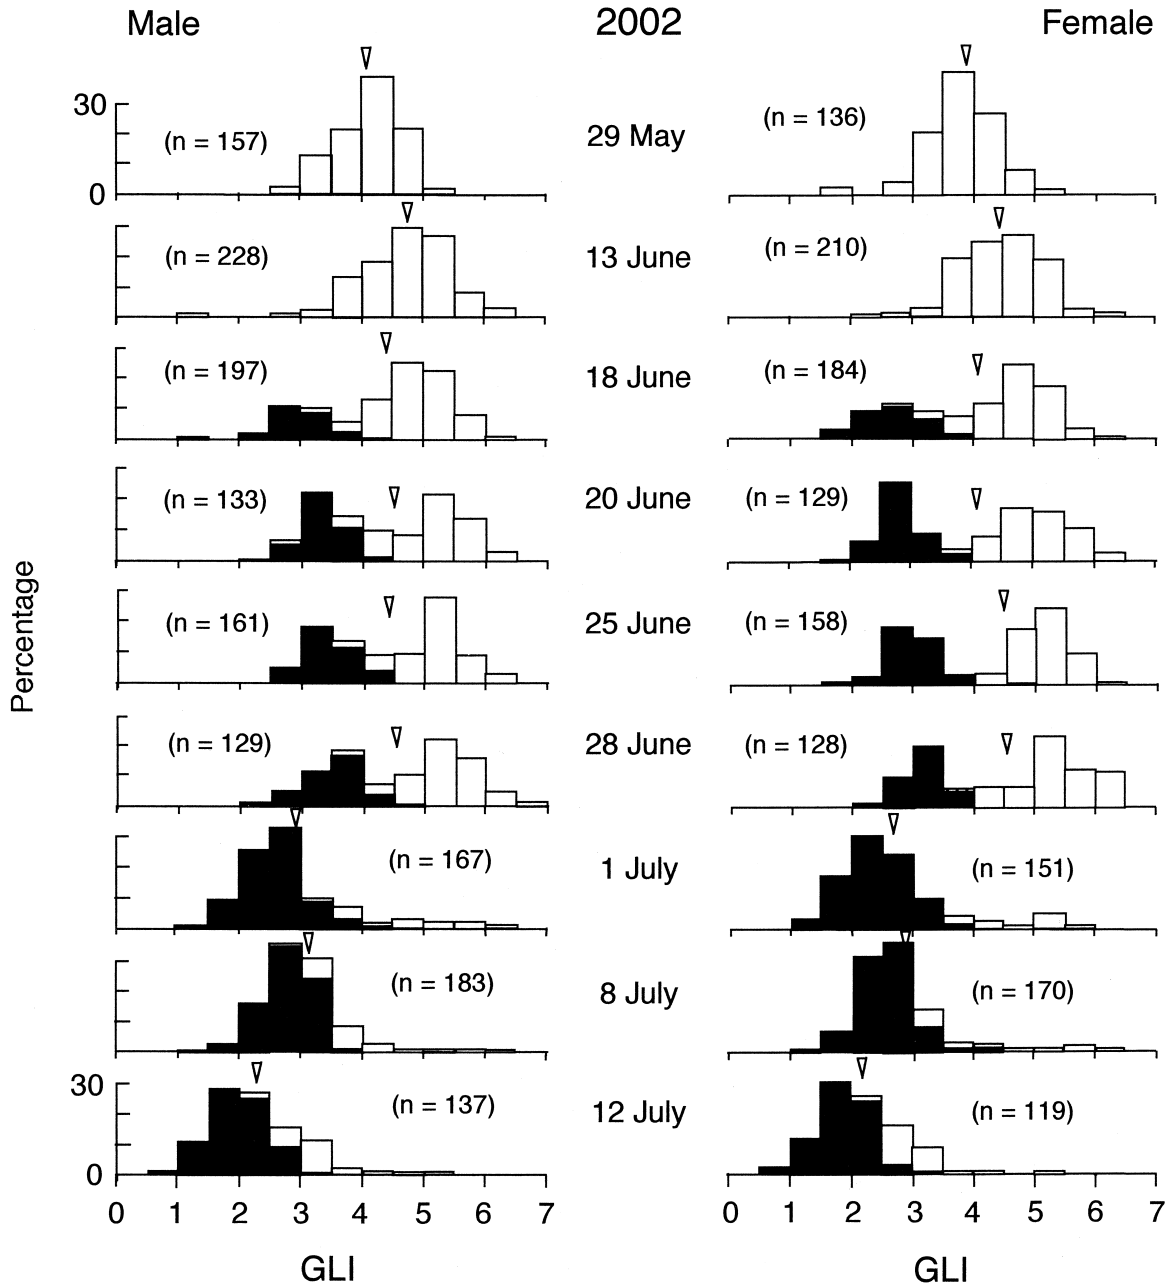 Male 2002 Female
30
(n = 157) 29 May (n = 136)
0
(n = 228) 13 June (n = 210)
(n = 197) 18 June (n = 184)
(n = 133) 20 June (n = 129)
Percentage
(n = 161) 25 June (n = 158)
(n = 129) 28 June (n = 128)
(n = 167) 1 July (n = 151)
(n = 183) 8 July (n = 170)
30
(n = 137) 12 July (n = 119)
0
0 1 2 3 4 5 6 7 0 1 2 3 4 5 6 7
GLI GLI